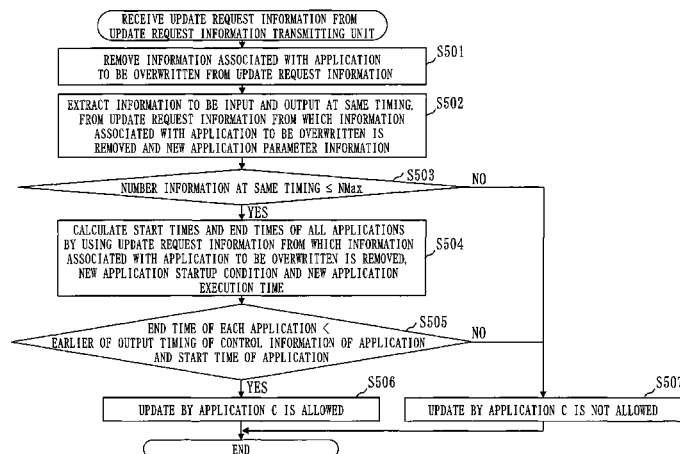 RECEIVE UPDATE REQUEST INFORMATION FROM
UPDATE REQUEST INFORMATION TRANSMITTING UNIT
S501
REMOVE INFORMATION ASSOCIATED WITH APPLICATION
TO BE OVERWRITTEN FROM UPDATE REQUEST INFORMATION
S502
EXTRACT INFORMATION TO BE INPUT AND OUTPUT AT SAME TIMING,
FROM UPDATE REQUEST INFORMATION FROM WHICH INFORMATION
ASSOCIATED WITH APPLICATION TO BE OVERWRITTEN IS
REMOVED AND NEW APPLICATION PARAMETER INFORMATION
S503
NUMBER INFORMATION AT SAME TIMING ≤ NMax
NO
YES
S504
CALCULATE START TIMES AND END TIMES OF ALL APPLICATIONS
BY USING UPDATE REQUEST INFORMATION FROM WHICH INFORMATION
ASSOCIATED WITH APPLICATION TO BE OVERWRITTEN IS REMOVED,
NEW APPLICATION STARTUP CONDITION AND NEW APPLICATION
EXECUTION TIME
S505
END TIME OF EACH APPLICATION <
EARLIER OF OUTPUT TIMING OF CONTROL INFORMATION OF APPLICATION
AND START TIME OF APPLICATION
NO
YES
S506
UPDATE BY APPLICATION C IS ALLOWED
S507
UPDATE BY APPLICATION C IS NOT ALLOWED
END